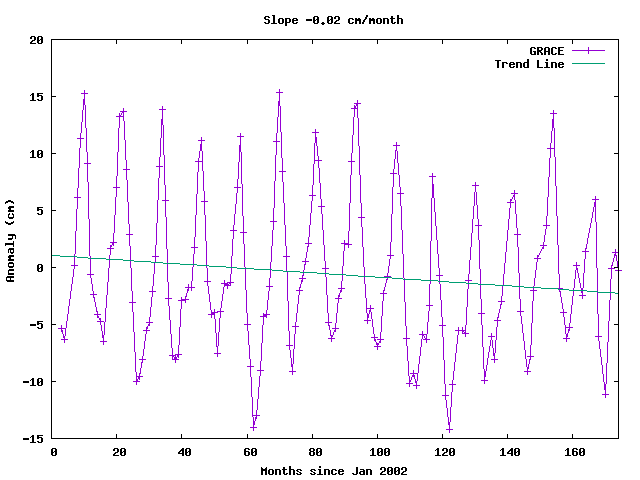 Slope -0.02 cm/month
GRACE
Trend Line
Anomaly (cm)
20
15
10
5
0
-5
-10
-15
0 20 40 60 80 100 120 140 160
Months since Jan 2002